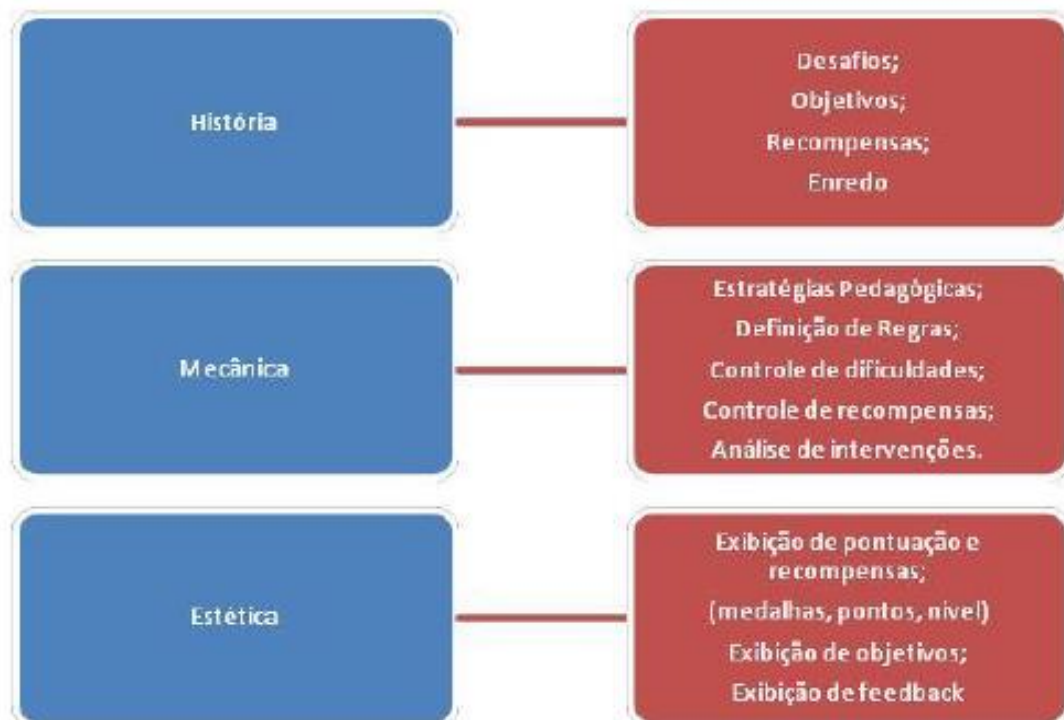 História
Desafios;
Objetivos;
Recompensas;
Enredo
Mecânica
Estratégias Pedagógicas;
Definição de Regras;
Controle de dificuldades;
Controle de recompensas;
Análise de intervenções.
Estética
Exibição de pontuação e
recompensas;
(medalhas, pontos, nível)
Exibição de objetivos;
Exibição de feedback